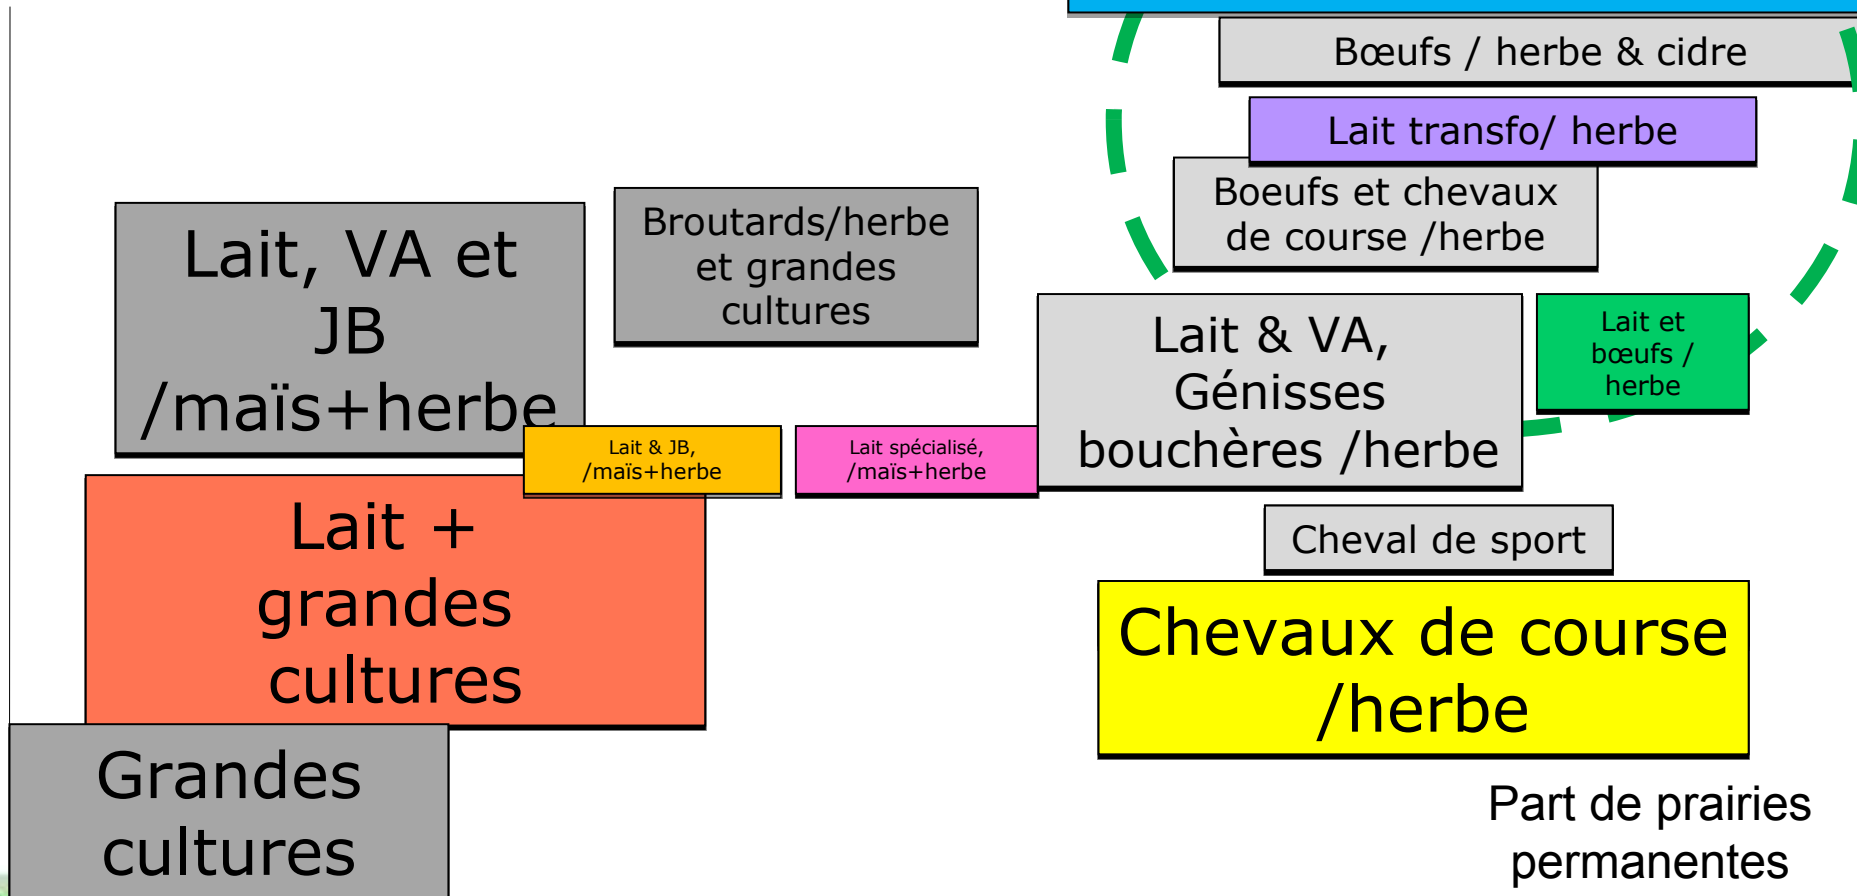 Bœufs / herbe & cidre
Lait transfo/ herbe
Boeufs et chevaux
de course /herbe
Broutards/herbe
et grandes
cultures
Lait, VA et
JB
/maïs+herbe
Lait & VA,
Génisses
bouchères /herbe
Lait et
bœufs /
herbe
Lait & JB,
/maïs+herbe
Lait spécialisé,
/maïs+herbe
Lait +
grandes
cultures
Cheval de sport
Chevaux de course
/herbe
Grandes
cultures
Part de prairies
permanentes